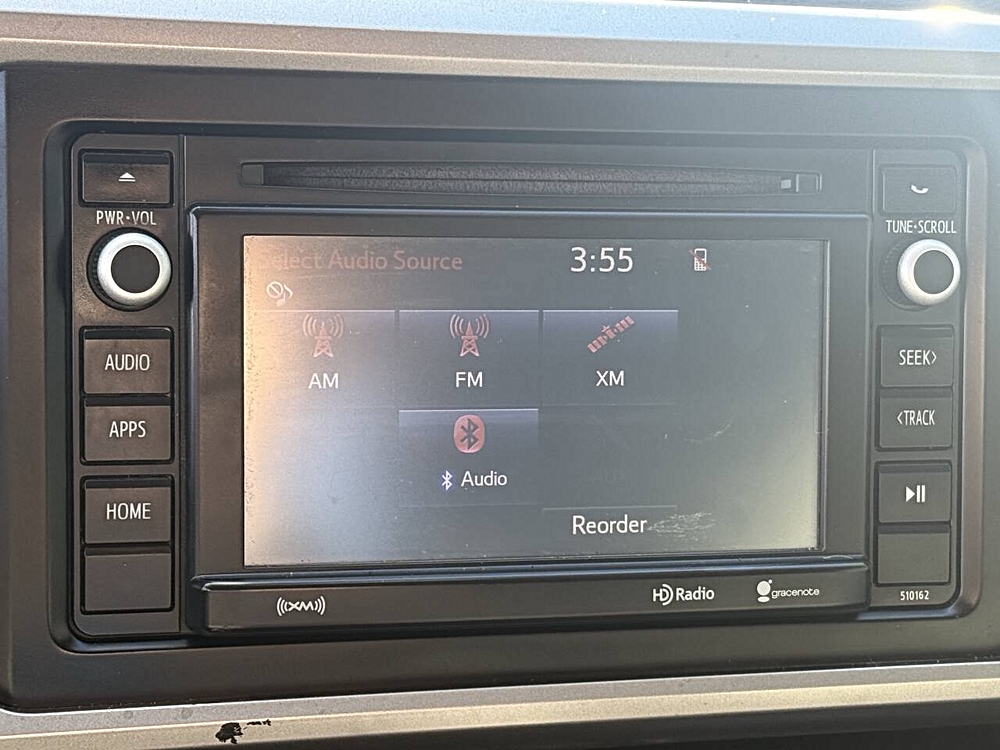 PWR•VOL
TUNE•SCROLL
Select Audio Source
3:55
AM
FM
XM
Audio
Reorder
AUDIO
APPS
HOME
SEEK>
<TRACK
((XM))
HD Radio
gracenote
510162